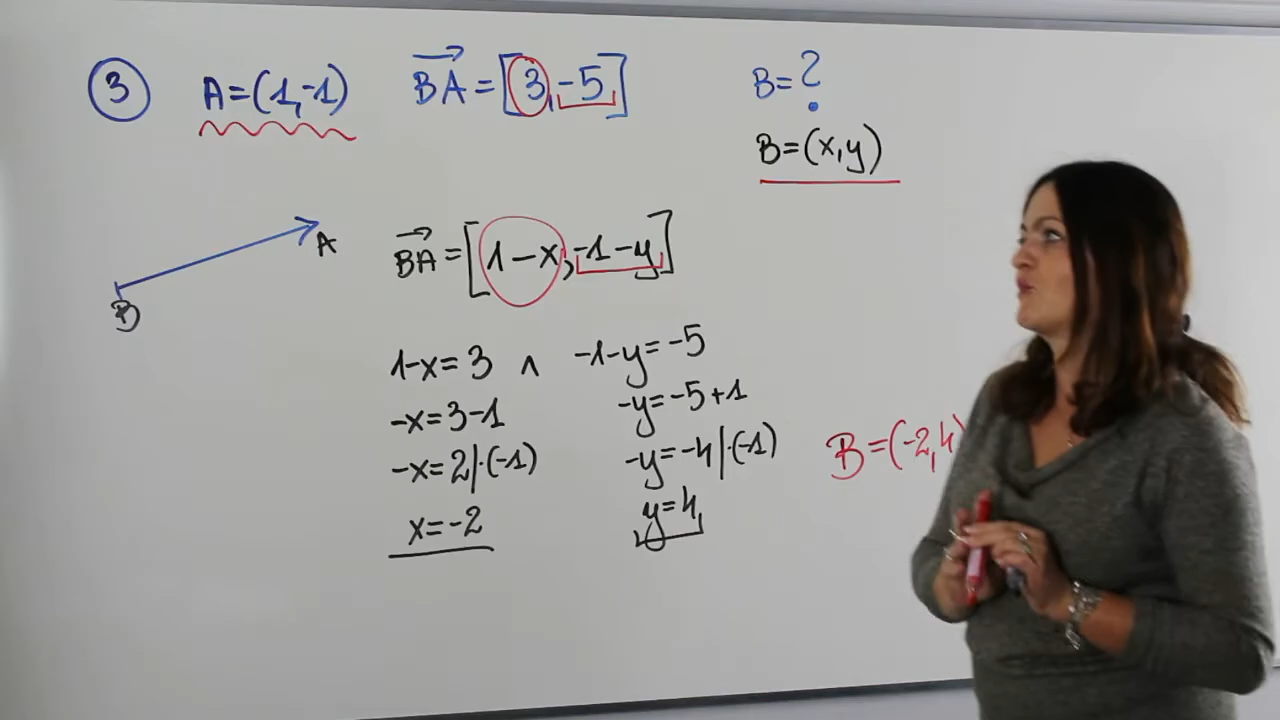 3 A=(1,-1) BA=[3,-5] B=?
B=(x,y)
B A
BA=[1-x,-1-y]
1-x=3 ∧ -1-y=-5
-x=3-1 -y=-5+1
-x=2|·(-1) -y=-4|·(-1)
x=-2 y=4
B=(-2,4)